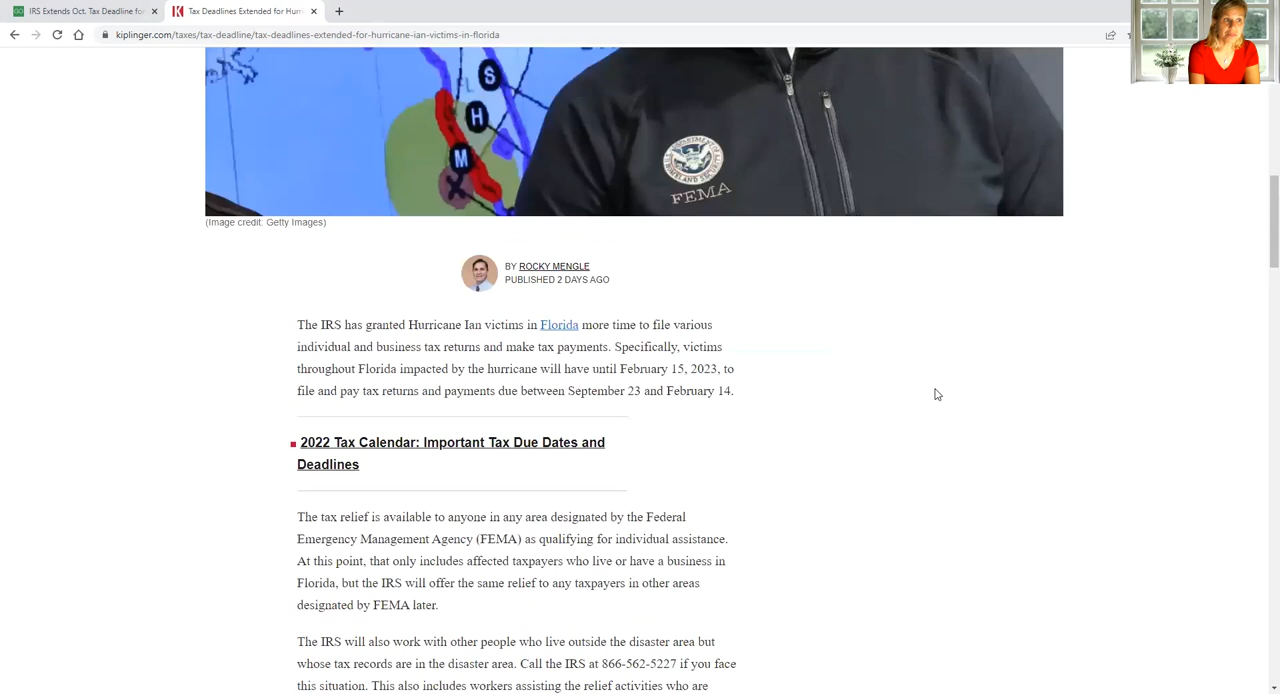 IRS Extends Oct. Tax Deadline for
Tax Deadlines Extended for Hurri
kiplinger.com/taxes/tax-deadline/tax-deadlines-extended-for-hurricane-ian-victims-in-florida
S
FL
H
M
DEPARTMENT OF
HOMELAND SECURITY
FEMA
(Image credit: Getty Images)
BY ROCKY MENGLE
PUBLISHED 2 DAYS AGO
The IRS has granted Hurricane Ian victims in Florida more time to file various
individual and business tax returns and make tax payments. Specifically, victims
throughout Florida impacted by the hurricane will have until February 15, 2023, to
file and pay tax returns and payments due between September 23 and February 14.
2022 Tax Calendar: Important Tax Due Dates and
Deadlines
The tax relief is available to anyone in any area designated by the Federal
Emergency Management Agency (FEMA) as qualifying for individual assistance.
At this point, that only includes affected taxpayers who live or have a business in
Florida, but the IRS will offer the same relief to any taxpayers in other areas
designated by FEMA later.
The IRS will also work with other people who live outside the disaster area but
whose tax records are in the disaster area. Call the IRS at 866-562-5227 if you face
this situation. This also includes workers assisting the relief activities who are